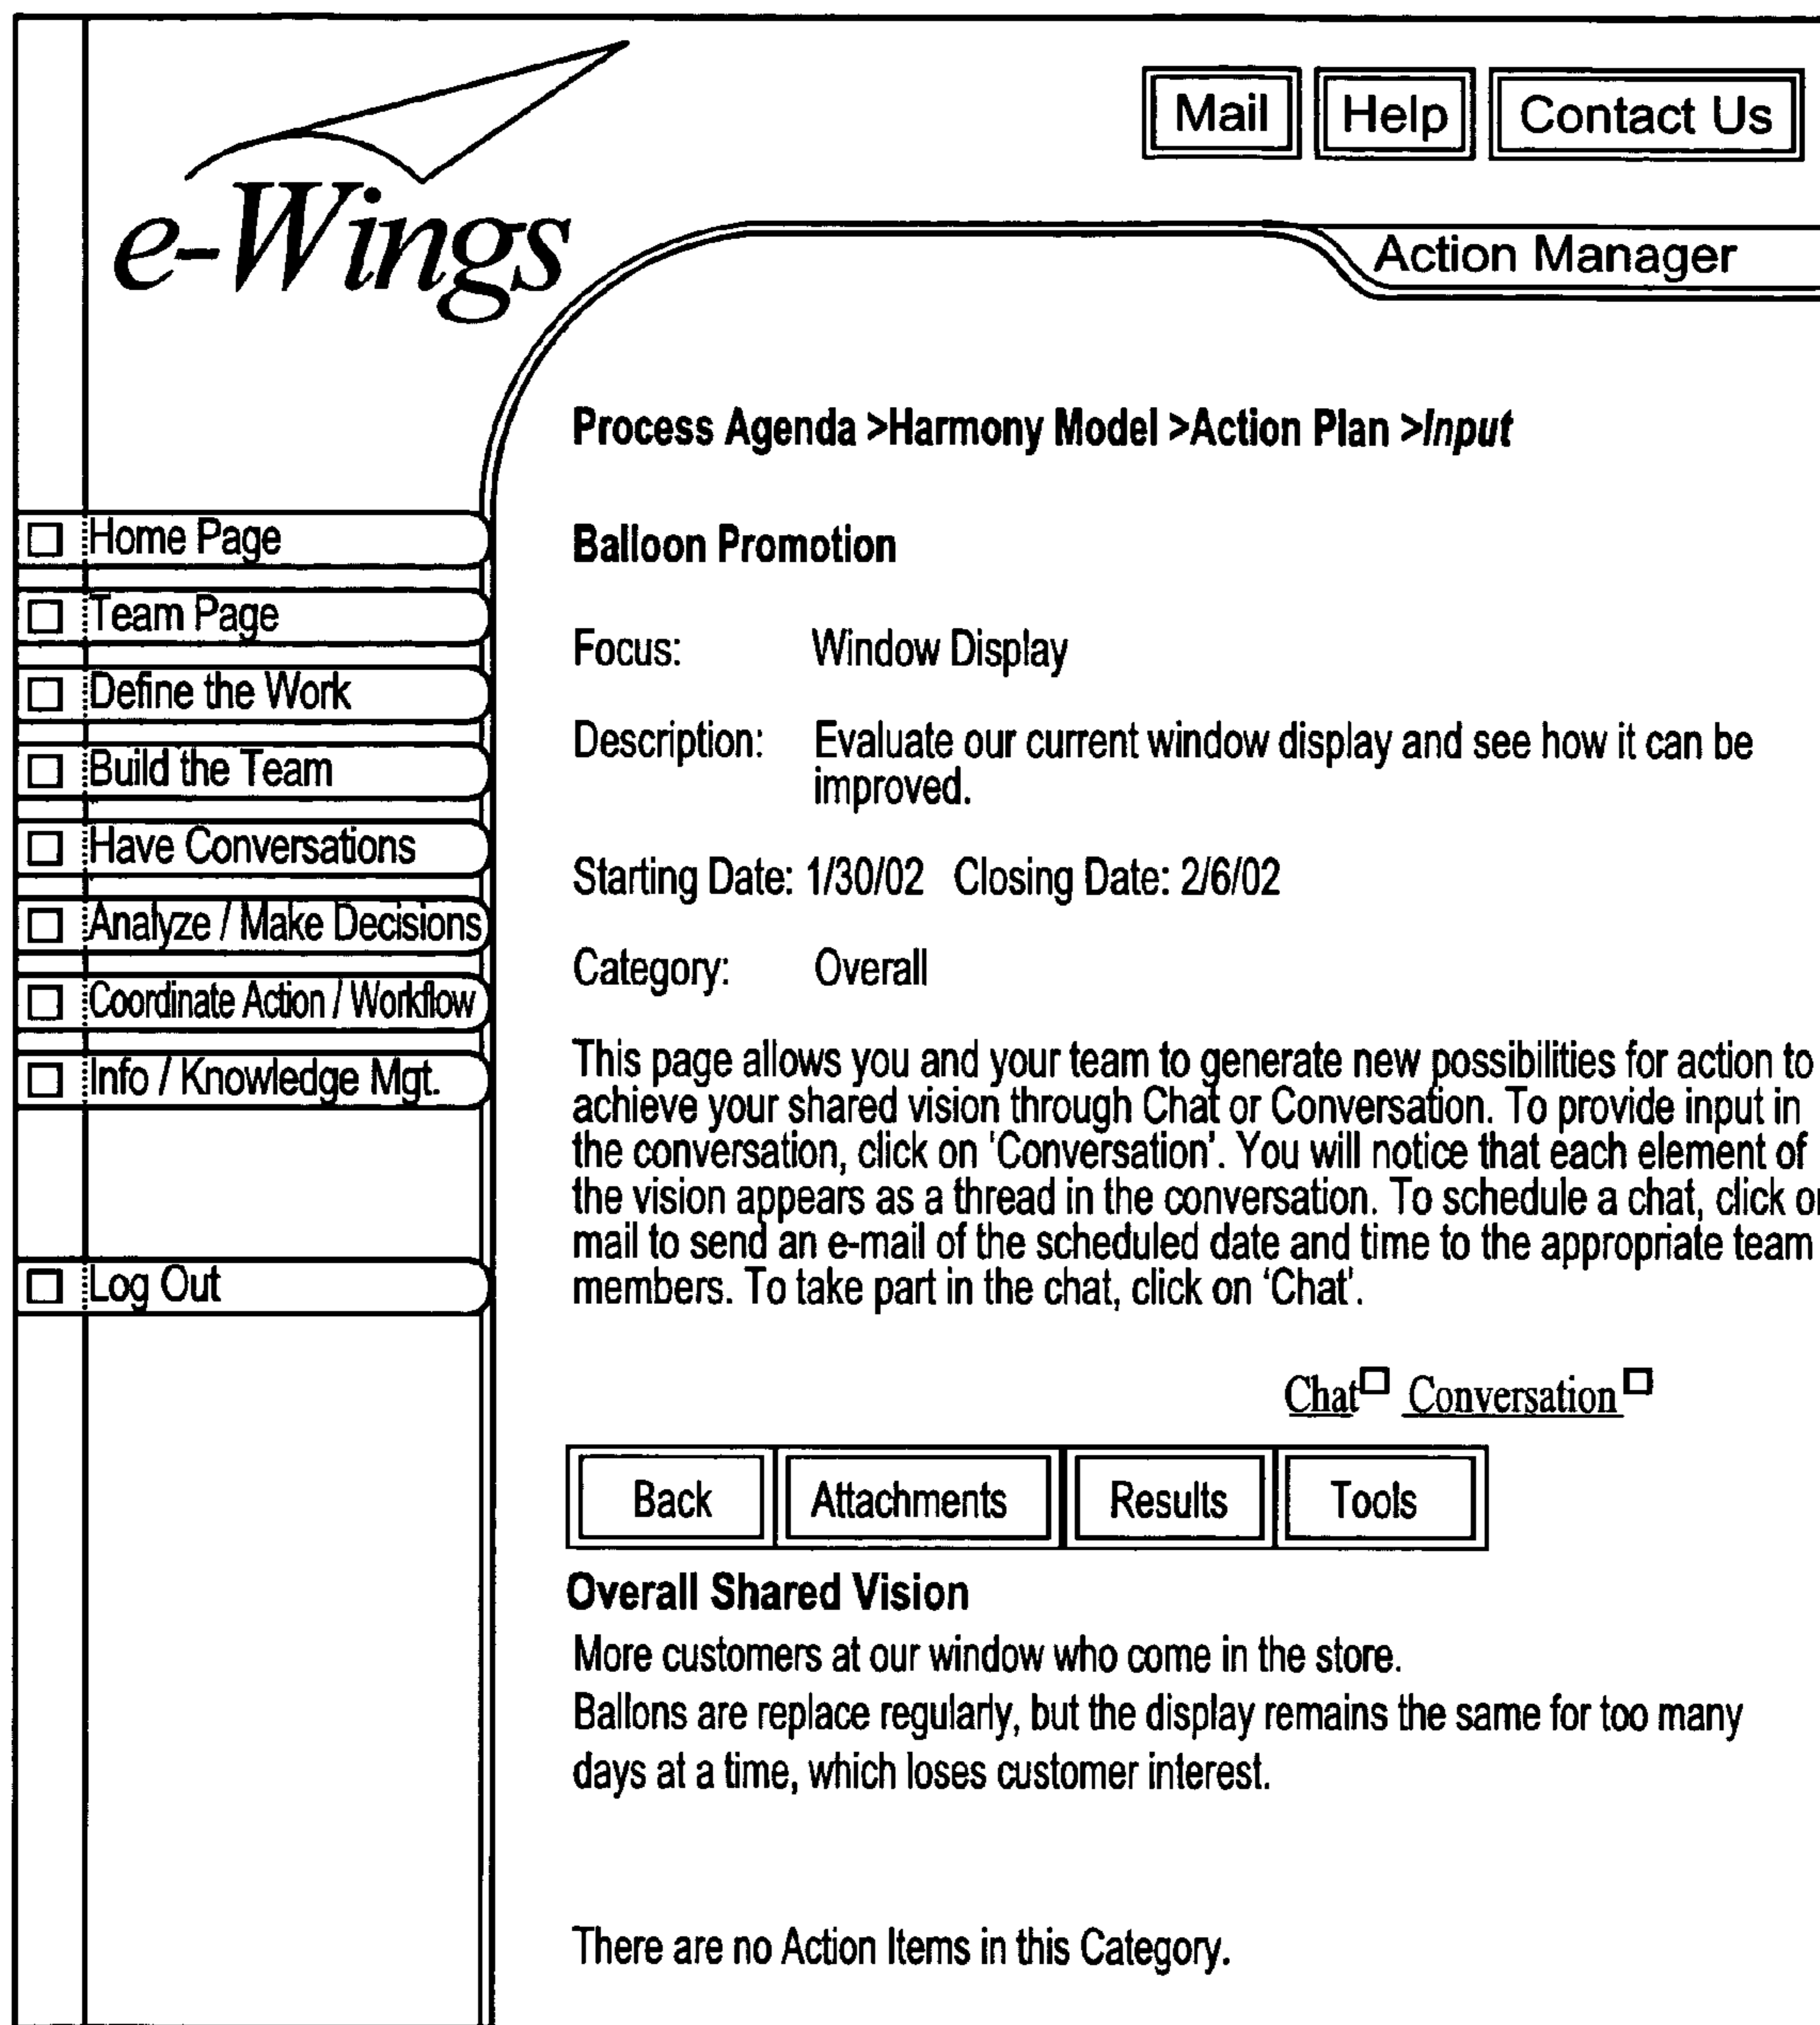 Mail Help Contact Us
e-Wings
Action Manager
Process Agenda >Harmony Model >Action Plan >Input
Home Page
Team Page
Define the Work
Build the Team
Have Conversations
Analyze / Make Decisions
Coordinate Action / Workflow
Info / Knowledge Mgt.
Log Out
Balloon Promotion
Focus: Window Display
Description: Evaluate our current window display and see how it can be
improved.
Starting Date: 1/30/02 Closing Date: 2/6/02
Category: Overall
This page allows you and your team to generate new possibilities for action to
achieve your shared vision through Chat or Conversation. To provide input in
the conversation, click on 'Conversation'. You will notice that each element of
the vision appears as a thread in the conversation. To schedule a chat, click
mail to send an e-mail of the scheduled date and time to the appropriate team
members. To take part in the chat, click on 'Chat'.
Chat Conversation
Back Attachments Results Tools
Overall Shared Vision
More customers at our window who come in the store.
Ballons are replace regularly, but the display remains the same for too many
days at a time, which loses customer interest.
There are no Action Items in this Category.